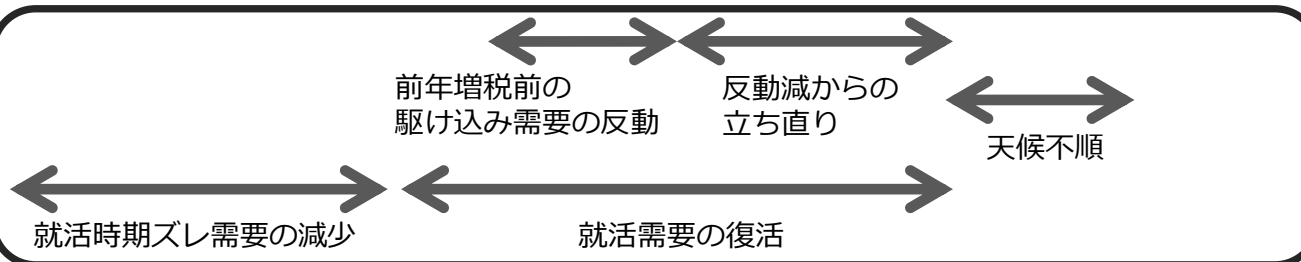 前年増税前の
駆け込み需要の反動
反動減からの
立ち直り
天候不順
就活時期ズレ需要の減少
就活需要の復活